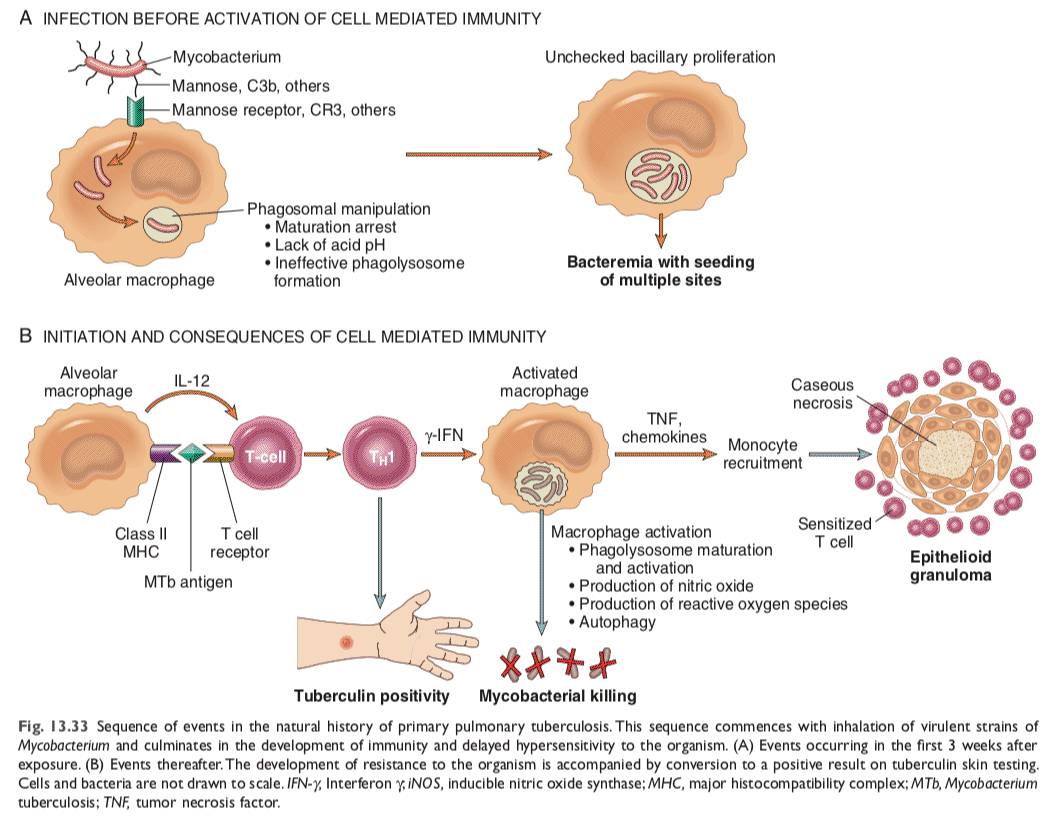 A INFECTION BEFORE ACTIVATION OF CELL MEDIATED IMMUNITY
Mycobacterium
Mannose, C3b, others
Mannose receptor, CR3, others
Unchecked bacillary proliferation
Phagosomal manipulation
• Maturation arrest
• Lack of acid pH
• Ineffective phagolysosome
formation
Alveolar macrophage
Bacteremia with seeding
of multiple sites
B INITIATION AND CONSEQUENCES OF CELL MEDIATED IMMUNITY
Alveolar
macrophage
IL-12
T-cell
TH1
γ-IFN
Activated
macrophage
TNF,
chemokines
Monocyte
recruitment
Caseous
necrosis
Class II
MHC
T cell
receptor
MTb antigen
Macrophage activation
• Phagolysosome maturation
and activation
• Production of nitric oxide
• Production of reactive oxygen species
• Autophagy
Sensitized
T cell
Epithelioid
granuloma
Tuberculin positivity
Mycobacterial killing
Fig. 13.33 Sequence of events in the natural history of primary pulmonary tuberculosis. This sequence commences with inhalation of virulent strains of
Mycobacterium and culminates in the development of immunity and delayed hypersensitivity to the organism. (A) Events occurring in the first 3 weeks after
exposure. (B) Events thereafter. The development of resistance to the organism is accompanied by conversion to a positive result on tuberculin skin testing.
Cells and bacteria are not drawn to scale. IFN-γ, Interferon γ; iNOS, inducible nitric oxide synthase; MHC, major histocompatibility complex; MTb, Mycobacterium
tuberculosis; TNF, tumor necrosis factor.